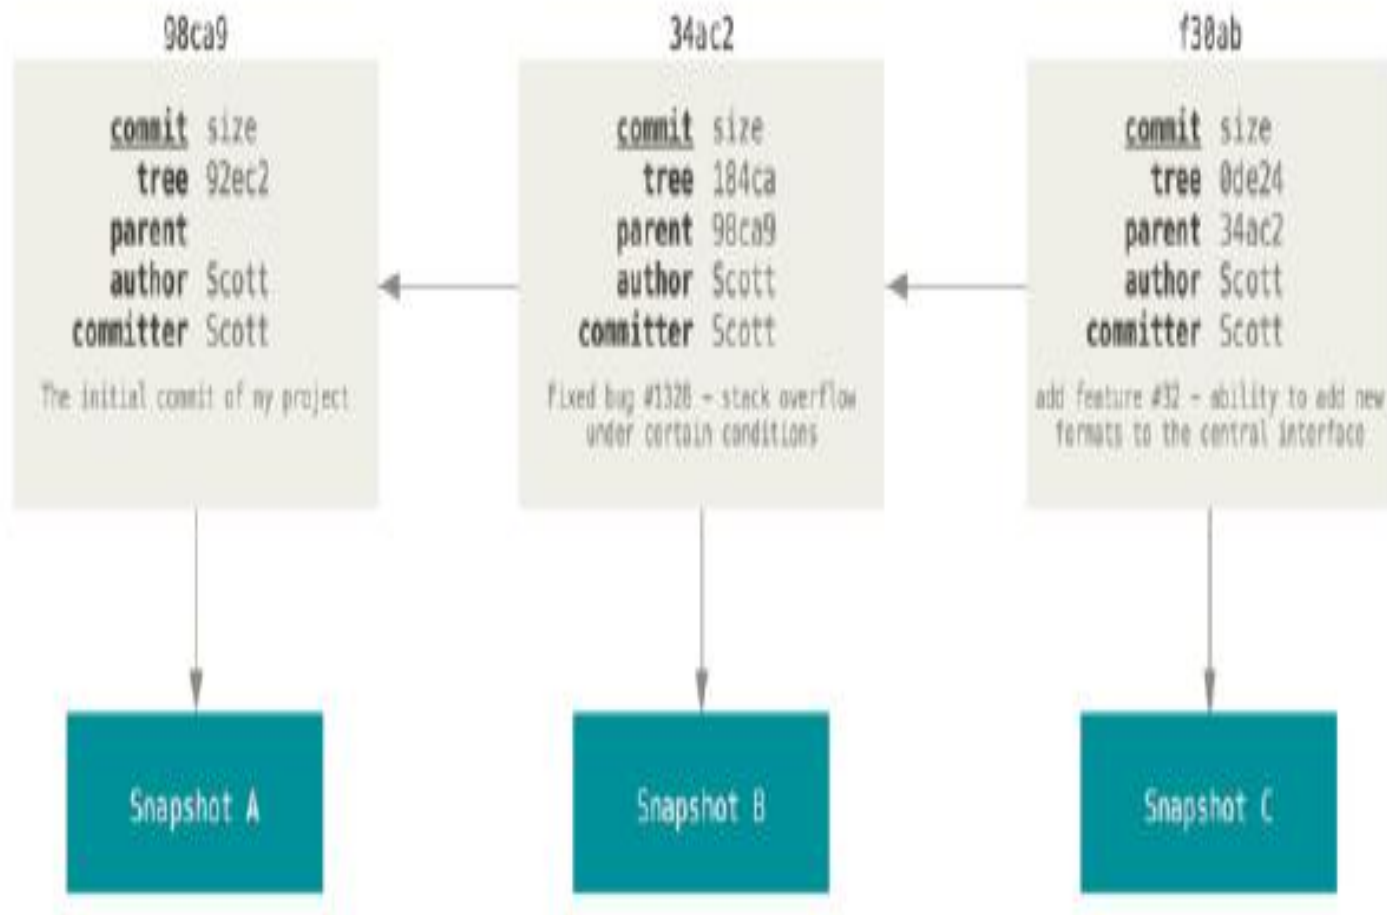 98ca9
commit size
tree 92ec2
parent
author Scott
committer Scott
The initial commit of my project
Snapshot A
34ac2
commit size
tree 184ca
parent 98ca9
author Scott
committer Scott
fixed bug #1328 - stack overflow
under certain conditions
Snapshot B
f30ab
commit size
tree 0de24
parent 34ac2
author Scott
committer Scott
add feature #32 - ability to add new
formats to the central interface
Snapshot C